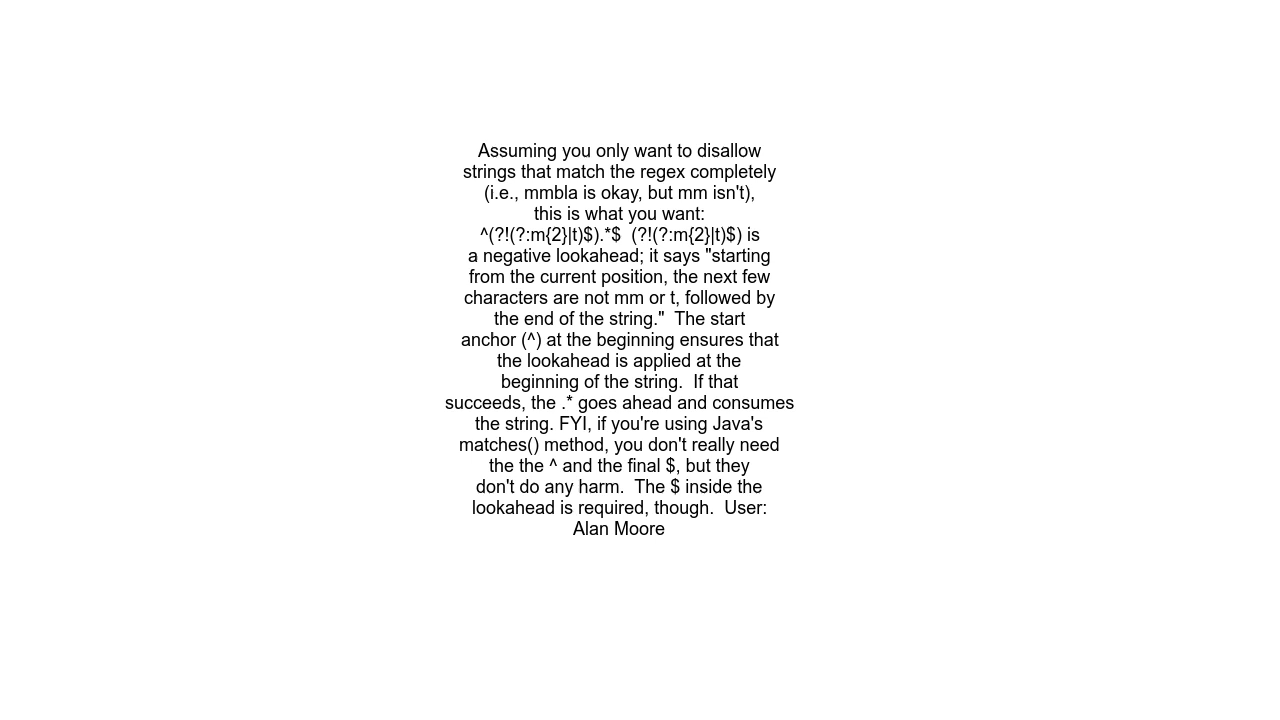 Assuming you only want to disallow
strings that match the regex completely
(i.e., mmbla is okay, but mm isn't),
this is what you want:
^(?!(?:m{2}|t)$).*$  (?!(?:m{2}|t)$) is
a negative lookahead; it says "starting
from the current position, the next few
characters are not mm or t, followed by
the end of the string."  The start
anchor (^) at the beginning ensures that
the lookahead is applied at the
beginning of the string.  If that
succeeds, the .* goes ahead and consumes
the string. FYI, if you're using Java's
matches() method, you don't really need
the the ^ and the final $, but they
don't do any harm.  The $ inside the
lookahead is required, though.  User:
Alan Moore